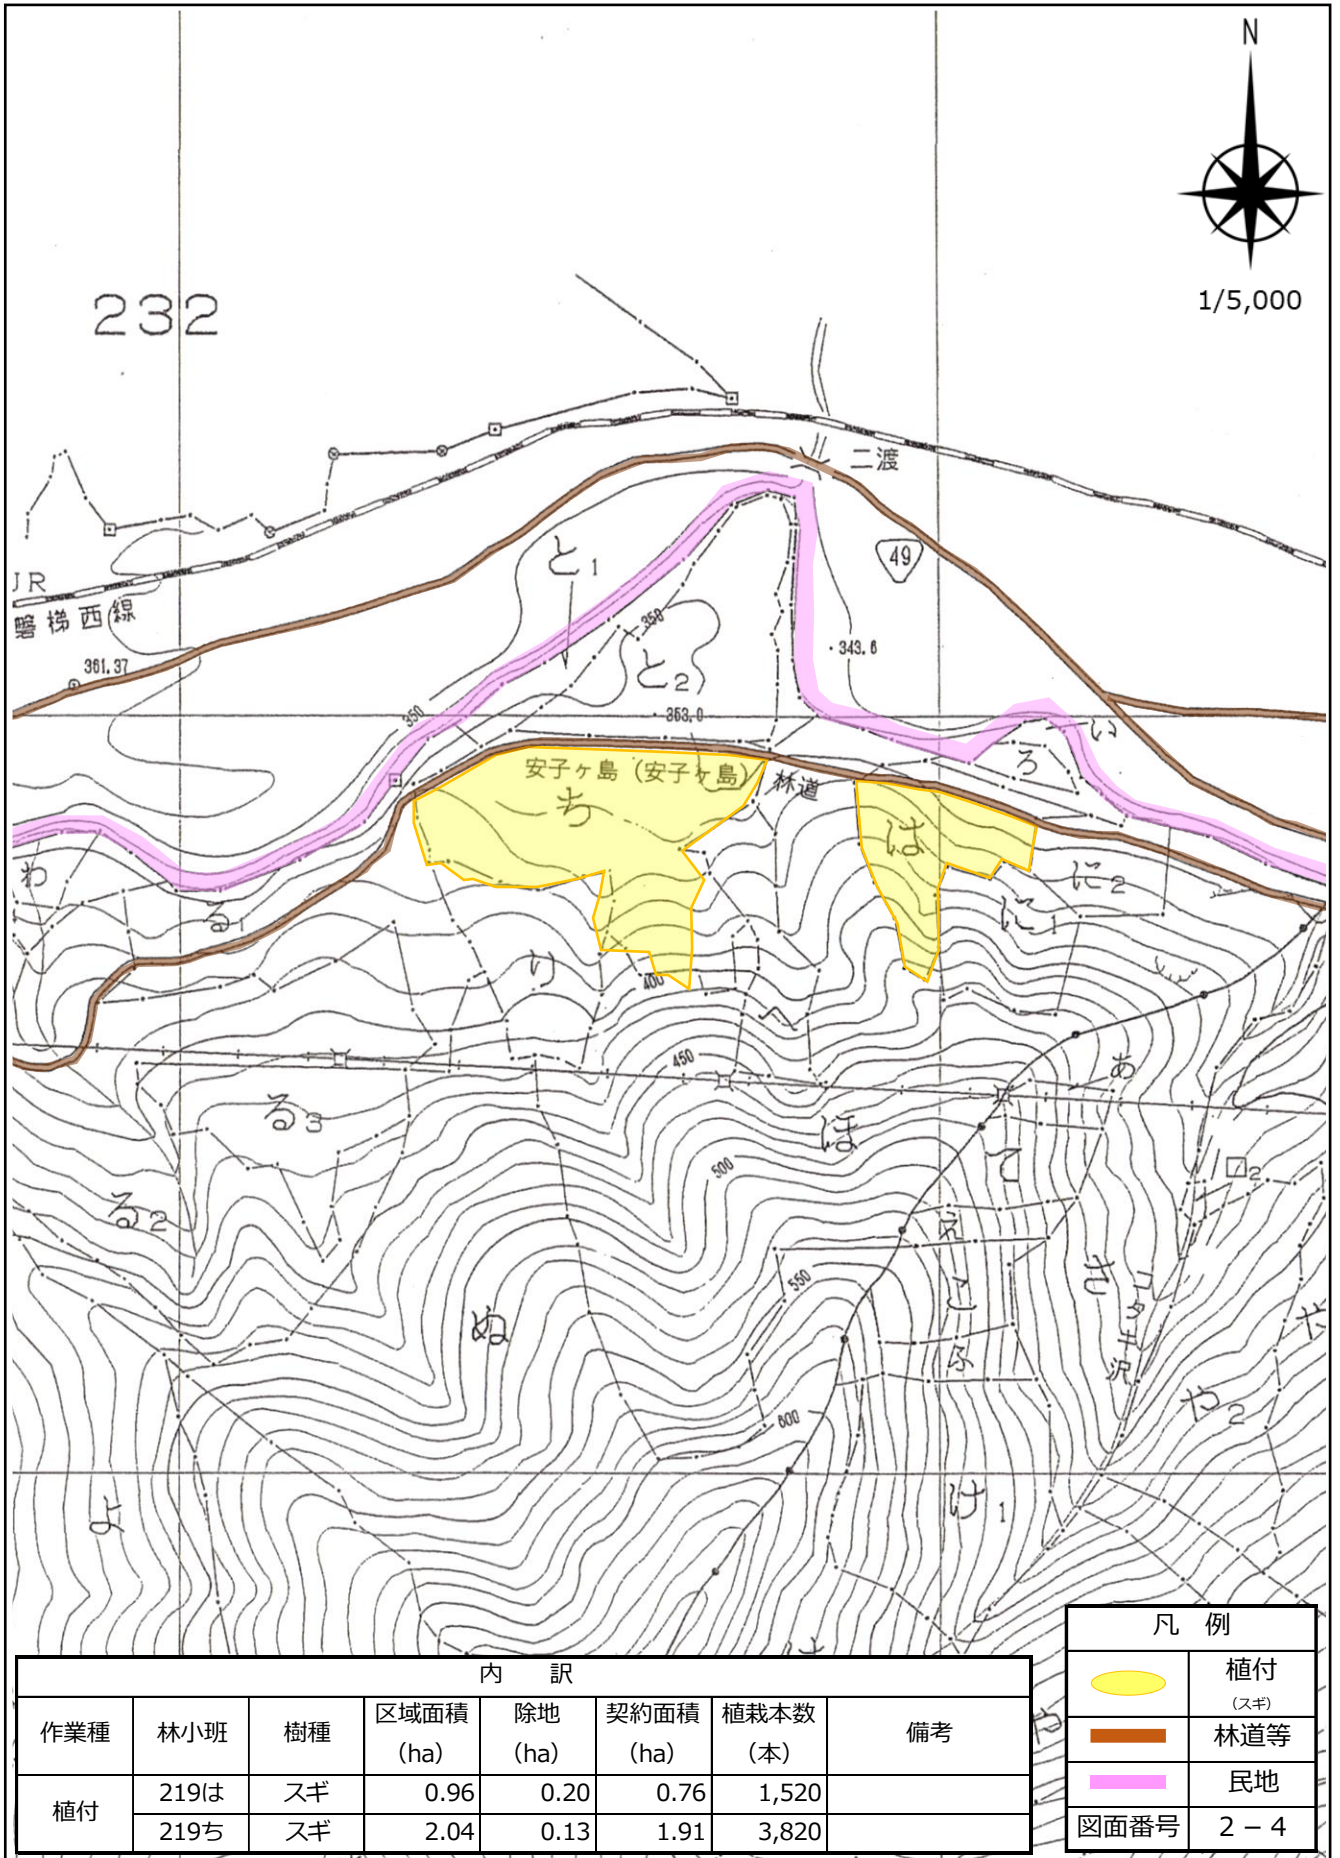 N
1/5,000
232
二渡
49
と1
JR
磐梯西線
361.37
350
と2
343.6
350
363.0
い
ろ
安子ヶ島（安子ヶ島）林道
ち
は
わ
る1
に2
に1
り
400
へ
450
あ
る3
ほ
て
500
る2
え
き
550
コタキ沢
ぬ
ふ
や2
600
よ
け1
や
凡 例
植付
（スギ）
林道等
民地
図面番号 2－4
内 訳
作業種 林小班 樹種 区域面積（ha） 除地（ha） 契約面積（ha） 植栽本数（本） 備考
植付 219は スギ 0.96 0.20 0.76 1,520
219ち スギ 2.04 0.13 1.91 3,820